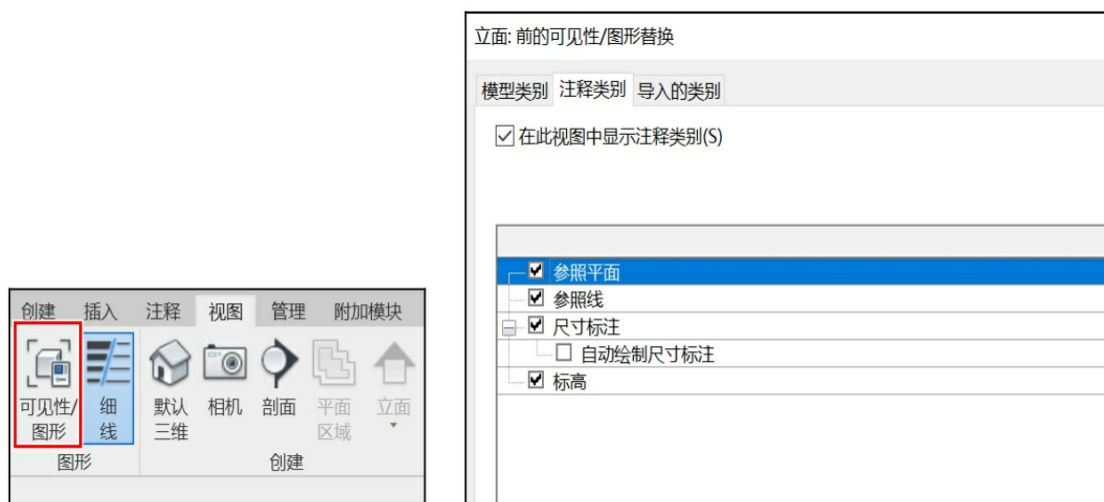 创建 插入 注释 视图 管理 附加模块
可见性/ 细 默认 相机 剖面 平面 立面
图形 线 三维 区域
图形 创建
立面: 前的可见性/图形替换
模型类别 注释类别 导入的类别
在此视图中显示注释类别(S)
参照平面
参照线
尺寸标注
自动绘制尺寸标注
标高